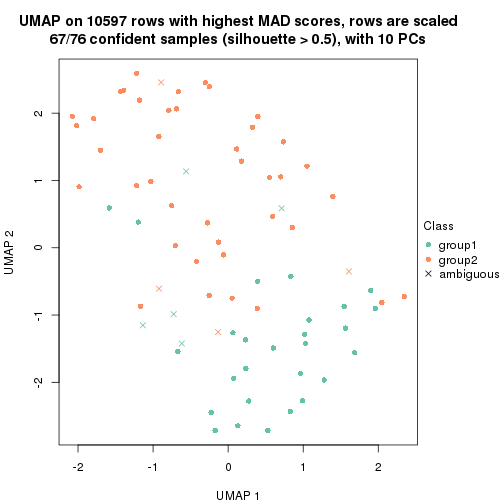 UMAP on 10597 rows with highest MAD scores, rows are scaled
67/76 confident samples (silhouette > 0.5), with 10 PCs
2
1
0
-1
-2
UMAP 2
-2
-1
0
1
2
UMAP 1
Class
group1
group2
ambiguous